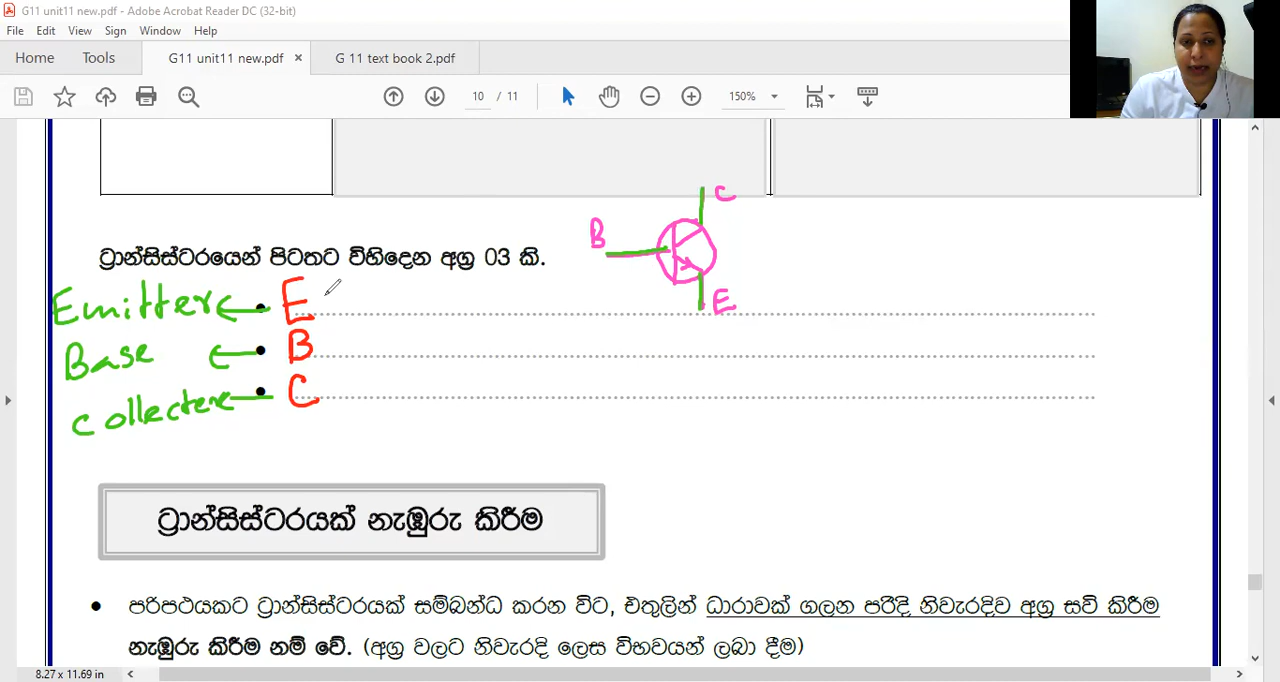 G11 unit11 new.pdf - Adobe Acrobat Reader DC (32-bit)
File Edit View Sign Window Help
Home Tools G11 unit11 new.pdf × G 11 text book 2.pdf
10 / 11 150%
C
B
ට්‍රාන්සිස්ටරයෙන් පිටතට විහිදෙන අග්‍ර 03 කි.
E
Emitter • E
Base • B
collecter • C
ට්‍රාන්සිස්ටරයක් නැඹුරු කිරීම
• පරිපථයකට ට්‍රාන්සිස්ටරයක් සම්බන්ධ කරන විට, එතුලින් ධාරාවක් ගලන පරිදි නිවැරදිව අග්‍ර සවි කිරීම
නැඹුරු කිරීම නම් වේ. (අග්‍ර වලට නිවැරදි ලෙස විභවයන් ලබා දීම)
8.27 x 11.69 in